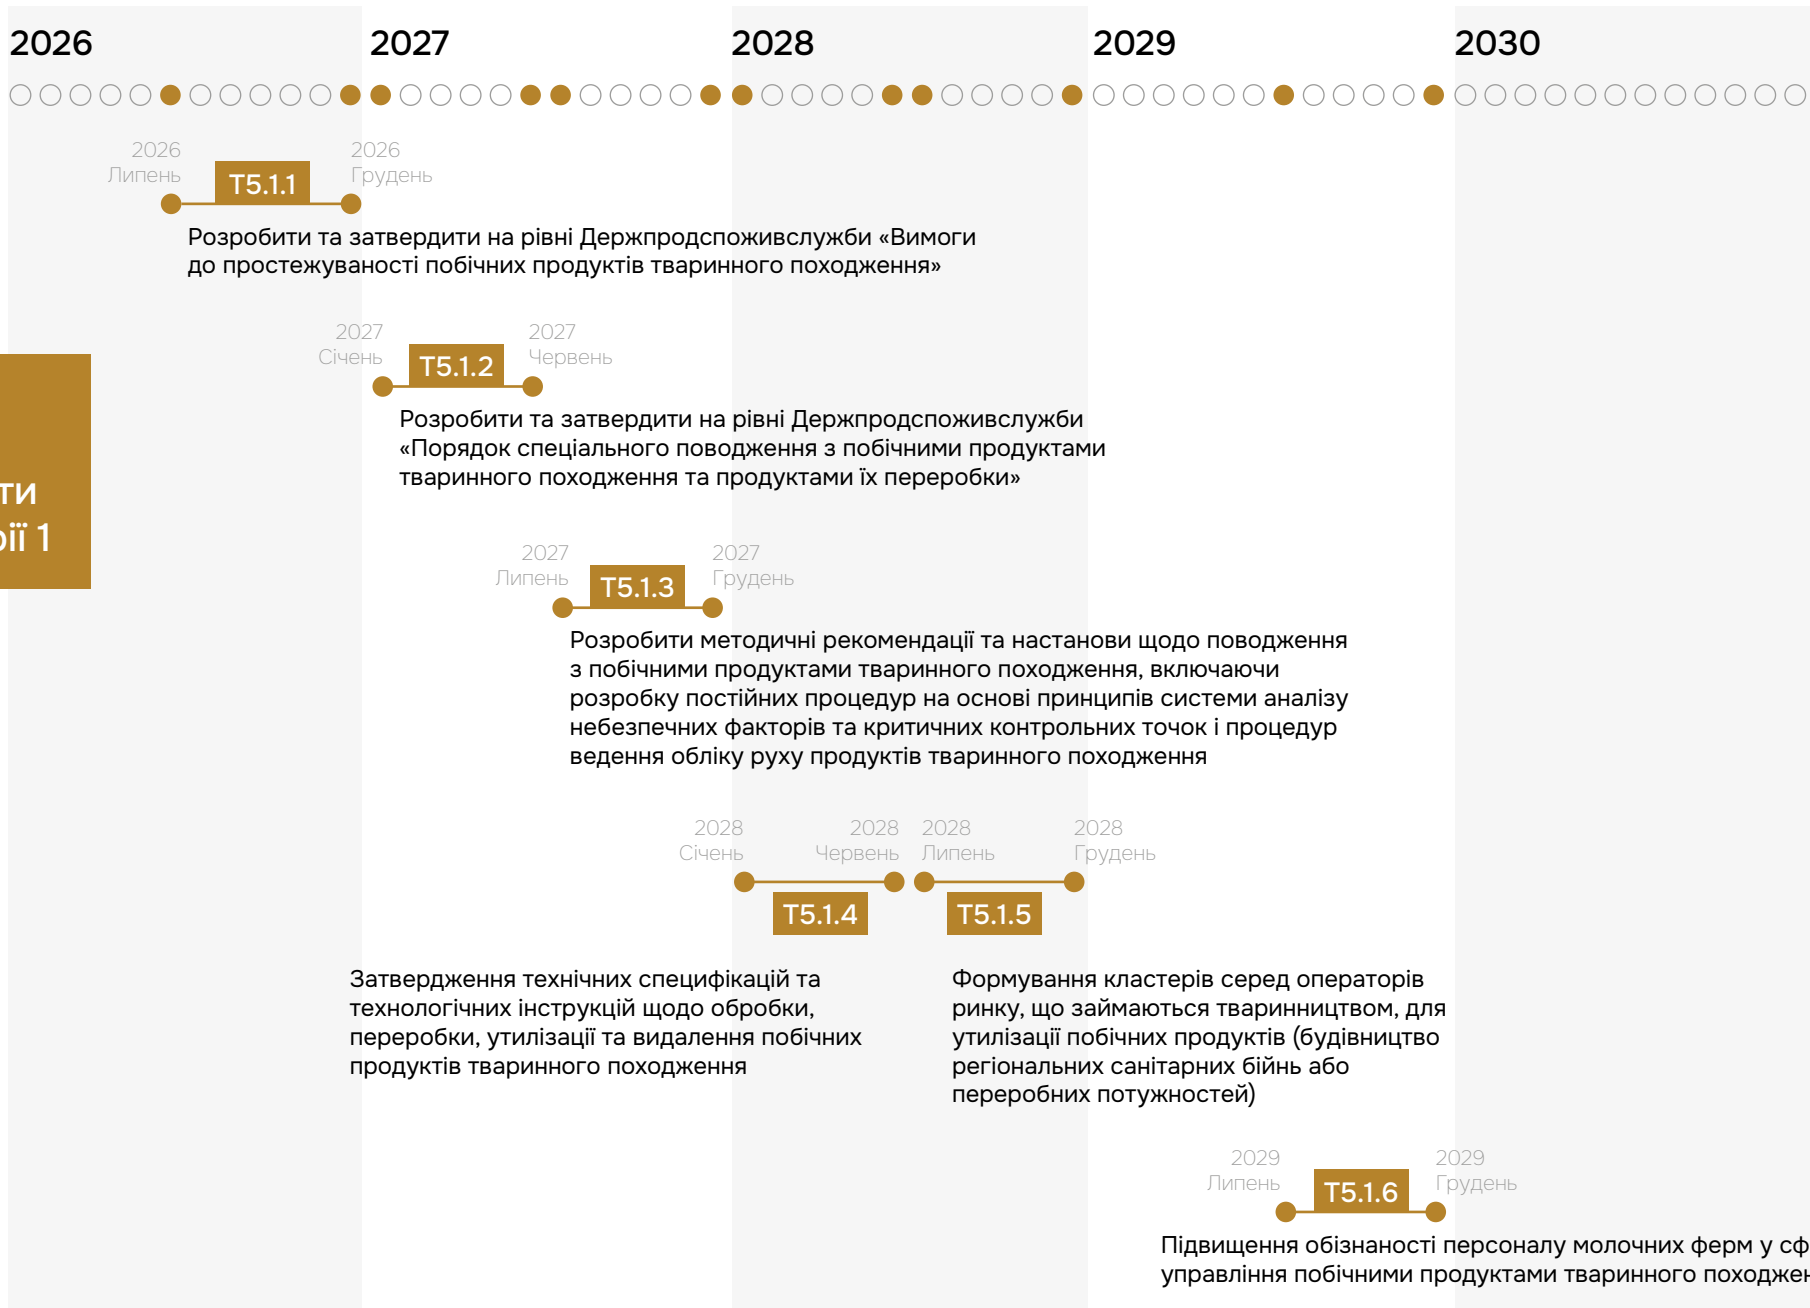 2026 2027 2028 2029 2030
2026 2026
Липень Грудень
T5.1.1
Розробити та затвердити на рівні Держпродспоживслужби «Вимоги
до простежуваності побічних продуктів тваринного походження»
2027 2027
Січень Червень
T5.1.2
Розробити та затвердити на рівні Держпродспоживслужби
«Порядок спеціального поводження з побічними продуктами
тваринного походження та продуктами їх переробки»
ти
рії 1
2027 2027
Липень Грудень
T5.1.3
Розробити методичні рекомендації та настанови щодо поводження
з побічними продуктами тваринного походження, включаючи
розробку постійних процедур на основі принципів системи аналізу
небезпечних факторів та критичних контрольних точок і процедур
ведення обліку руху продуктів тваринного походження
2028 2028
Січень Червень
T5.1.4
Затвердження технічних специфікацій та
технологічних інструкцій щодо обробки,
переробки, утилізації та видалення побічних
продуктів тваринного походження
2028 2028
Липень Грудень
T5.1.5
Формування кластерів серед операторів
ринку, що займаються тваринництвом, для
утилізації побічних продуктів (будівництво
регіональних санітарних бійнь або
переробних потужностей)
2029 2029
Липень Грудень
T5.1.6
Підвищення обізнаності персоналу молочних ферм у сф
управління побічними продуктами тваринного походжен